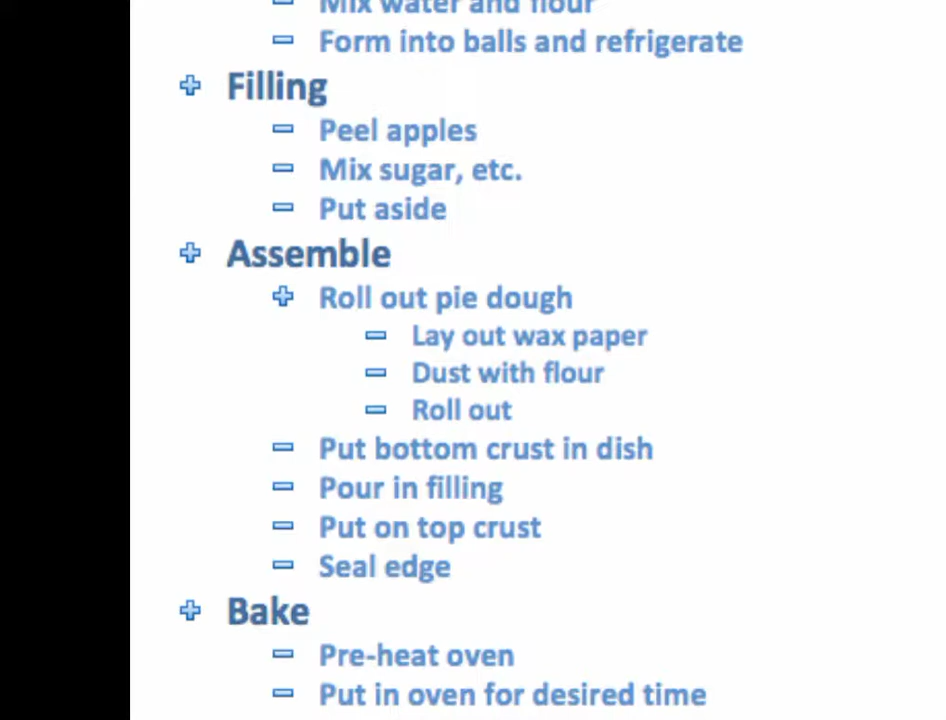 Mix water and flour
Form into balls and refrigerate
Filling
Peel apples
Mix sugar, etc.
Put aside
Assemble
Roll out pie dough
Lay out wax paper
Dust with flour
Roll out
Put bottom crust in dish
Pour in filling
Put on top crust
Seal edge
Bake
Pre-heat oven
Put in oven for desired time